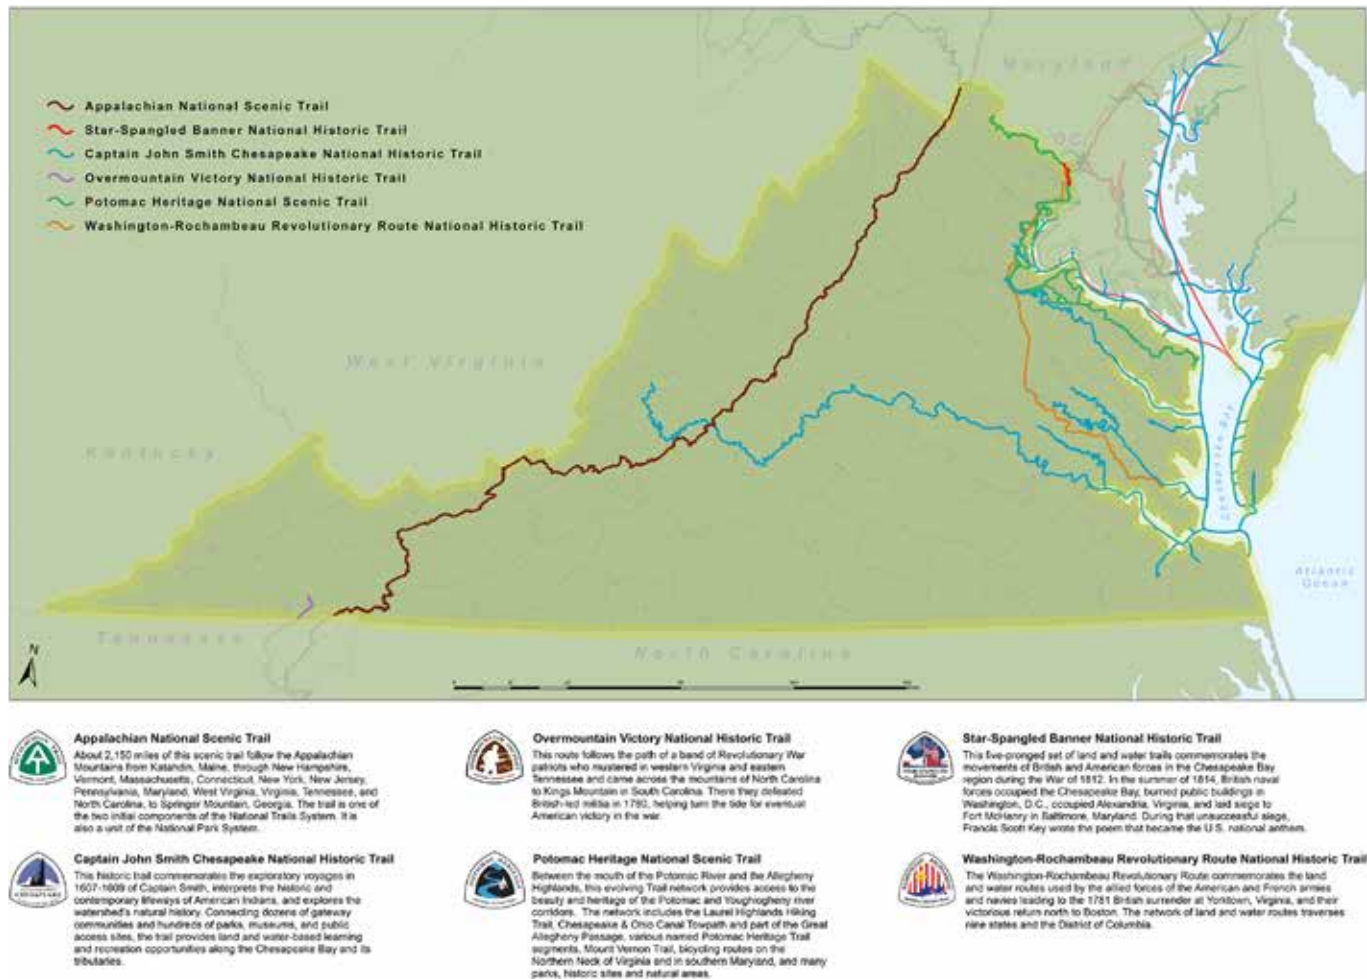 Maryland
D.C.
Appalachian National Scenic Trail
Star-Spangled Banner National Historic Trail
Captain John Smith Chesapeake National Historic Trail
Overmountain Victory National Historic Trail
Potomac Heritage National Scenic Trail
Washington-Rochambeau Revolutionary Route National Historic Trail
West Virginia
Kentucky
Chesapeake Bay
Atlantic
Ocean
Tennessee
North Carolina
N
Appalachian National Scenic Trail
About 2,150 miles of this scenic trail follow the Appalachian
Mountains from Katahdin, Maine, through New Hampshire,
Vermont, Massachusetts, Connecticut, New York, New Jersey,
Pennsylvania, Maryland, West Virginia, Virginia, Tennessee, and
North Carolina, to Springer Mountain, Georgia. The trail is one of
the two initial components of the National Trails System. It is
also a unit of the National Park System.
Overmountain Victory National Historic Trail
This route follows the path of a band of Revolutionary War
patriots who mustered in western Virginia and eastern
Tennessee and came across the mountains of North Carolina
to Kings Mountain in South Carolina. There they defeated
British-led militia in 1780, helping turn the tide for eventual
American victory in the war.
Star-Spangled Banner National Historic Trail
This five-pronged set of land and water trails commemorates the
movements of British and American forces in the Chesapeake Bay
region during the War of 1812. In the summer of 1814, British naval
forces occupied the Chesapeake Bay, burned public buildings in
Washington, D.C., occupied Alexandria, Virginia, and laid siege to
Fort McHenry in Baltimore, Maryland. During that unsuccessful siege,
Francis Scott Key wrote the poem that became the U.S. national anthem.
Captain John Smith Chesapeake National Historic Trail
This historic trail commemorates the exploratory voyages in
1607-1609 of Captain Smith, interprets the historic and
contemporary lifeways of American Indians, and explores the
watershed's natural history. Connecting dozens of gateway
communities and hundreds of parks, museums, and public
access sites, the trail provides land and water-based learning
and recreation opportunities along the Chesapeake Bay and its
tributaries.
Potomac Heritage National Scenic Trail
Between the mouth of the Potomac River and the Allegheny
Highlands, this evolving Trail network provides access to the
beauty and heritage of the Potomac and Youghiogheny river
corridors. The network includes the Laurel Highlands Hiking
Trail, Chesapeake & Ohio Canal Towpath and part of the Great
Allegheny Passage, various named Potomac Heritage Trail
segments, Mount Vernon Trail, bicycling routes on the
Northern Neck of Virginia and in southern Maryland, and many
parks, historic sites and natural areas.
Washington-Rochambeau Revolutionary Route National Historic Trail
The Washington-Rochambeau Revolutionary Route commemorates the land
and water routes used by the allied forces of the American and French armies
and navies leading to the 1781 British surrender at Yorktown, Virginia, and their
victorious return north to Boston. The network of land and water routes traverses
nine states and the District of Columbia.